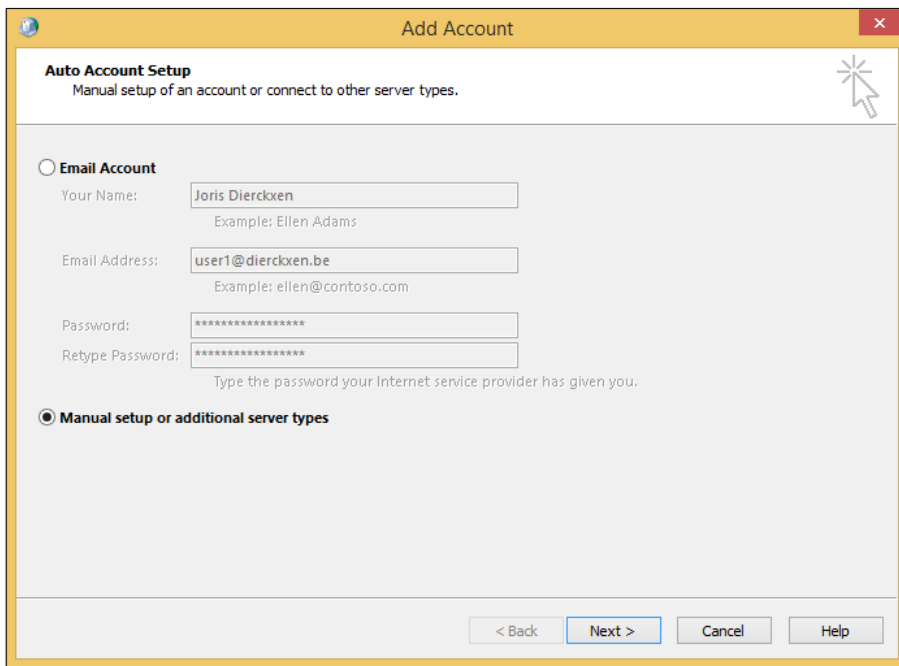 Add Account
Auto Account Setup
Manual setup of an account or connect to other server types.
Email Account
Your Name: Joris Dierckxen
Example: Ellen Adams
Email Address: user1@dierckxen.be
Example: ellen@contoso.com
Password: *****************
Retype Password: *****************
Type the password your Internet service provider has given you.
Manual setup or additional server types
< Back Next > Cancel Help